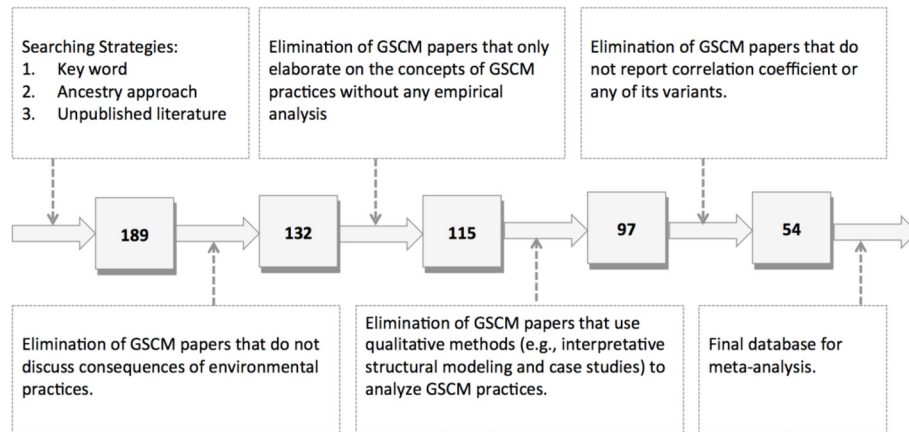 Searching Strategies:
1. Key word
2. Ancestry approach
3. Unpublished literature
Elimination of GSCM papers that only
elaborate on the concepts of GSCM
practices without any empirical
analysis
Elimination of GSCM papers that do
not report correlation coefficient or
any of its variants.
189
132
115
97
54
Elimination of GSCM papers that do not
discuss consequences of environmental
practices.
Elimination of GSCM papers that use
qualitative methods (e.g., interpretative
structural modeling and case studies) to
analyze GSCM practices.
Final database for
meta-analysis.